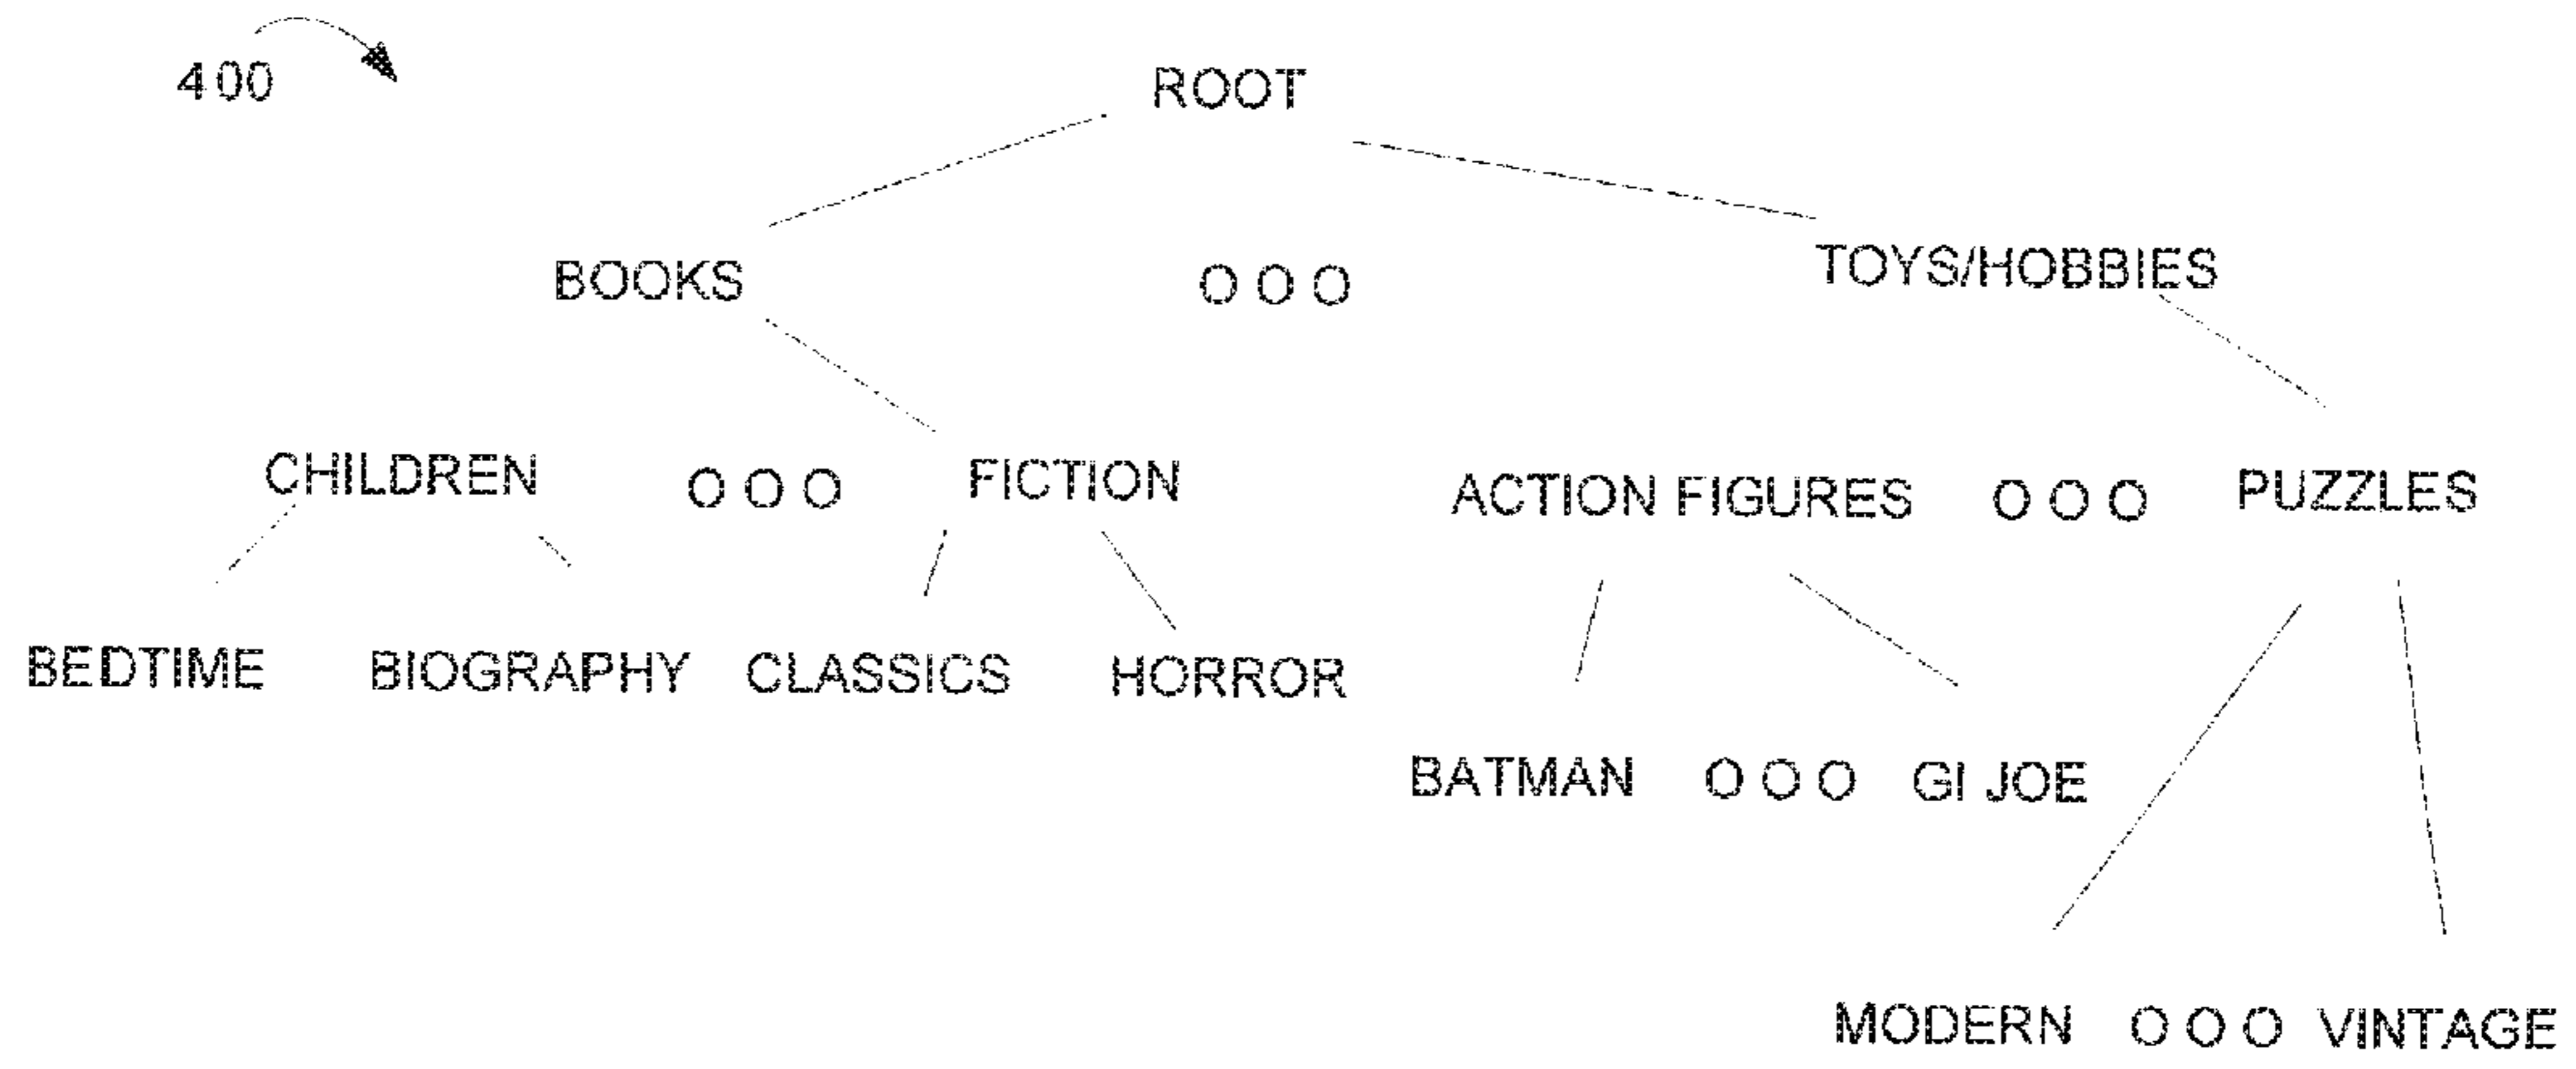 400
ROOT
BOOKS O O O TOYS/HOBBIES
CHILDREN O O O FICTION ACTION FIGURES O O O PUZZLES
BEDTIME BIOGRAPHY CLASSICS HORROR
BATMAN O O O GI JOE
MODERN O O O VINTAGE